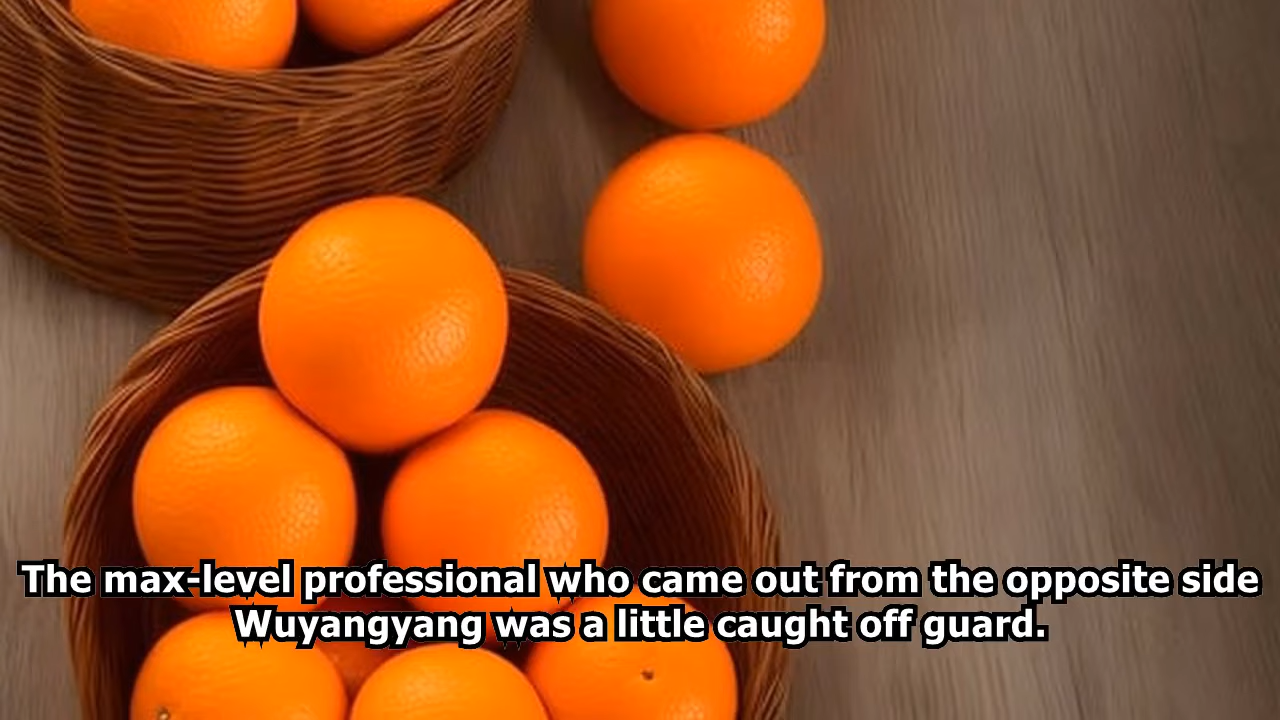 The max-level professional who came out from the opposite side
Wuyangyang was a little caught off guard.